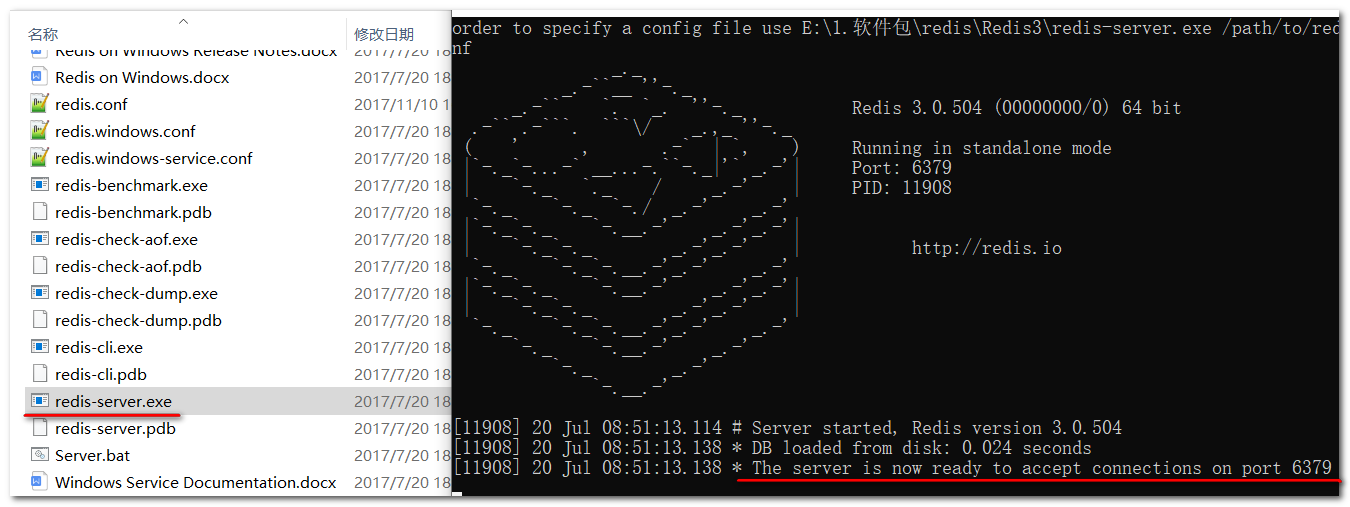 名称 修改日期
Redis on Windows Release Notes.docx 2017/7/20 18
Redis on Windows.docx 2017/7/20 18
redis.conf 2017/11/10 1
redis.windows.conf 2017/7/20 18
redis.windows-service.conf 2017/7/20 18
redis-benchmark.exe 2017/7/20 18
redis-benchmark.pdb 2017/7/20 18
redis-check-aof.exe 2017/7/20 18
redis-check-aof.pdb 2017/7/20 18
redis-check-dump.exe 2017/7/20 18
redis-check-dump.pdb 2017/7/20 18
redis-cli.exe 2017/7/20 18
redis-cli.pdb 2017/7/20 18
redis-server.exe 2017/7/20 18
redis-server.pdb 2017/7/20 18
Server.bat 2017/7/20 18
Windows Service Documentation.docx 2017/7/20 18
order to specify a config file use E:\1.软件包\redis\Redis3\redis-server.exe /path/to/red
nf
Redis 3.0.504 (00000000/0) 64 bit
Running in standalone mode
Port: 6379
PID: 11908
http://redis.io
[11908] 20 Jul 08:51:13.114 # Server started, Redis version 3.0.504
[11908] 20 Jul 08:51:13.138 * DB loaded from disk: 0.024 seconds
[11908] 20 Jul 08:51:13.138 * The server is now ready to accept connections on port 6379